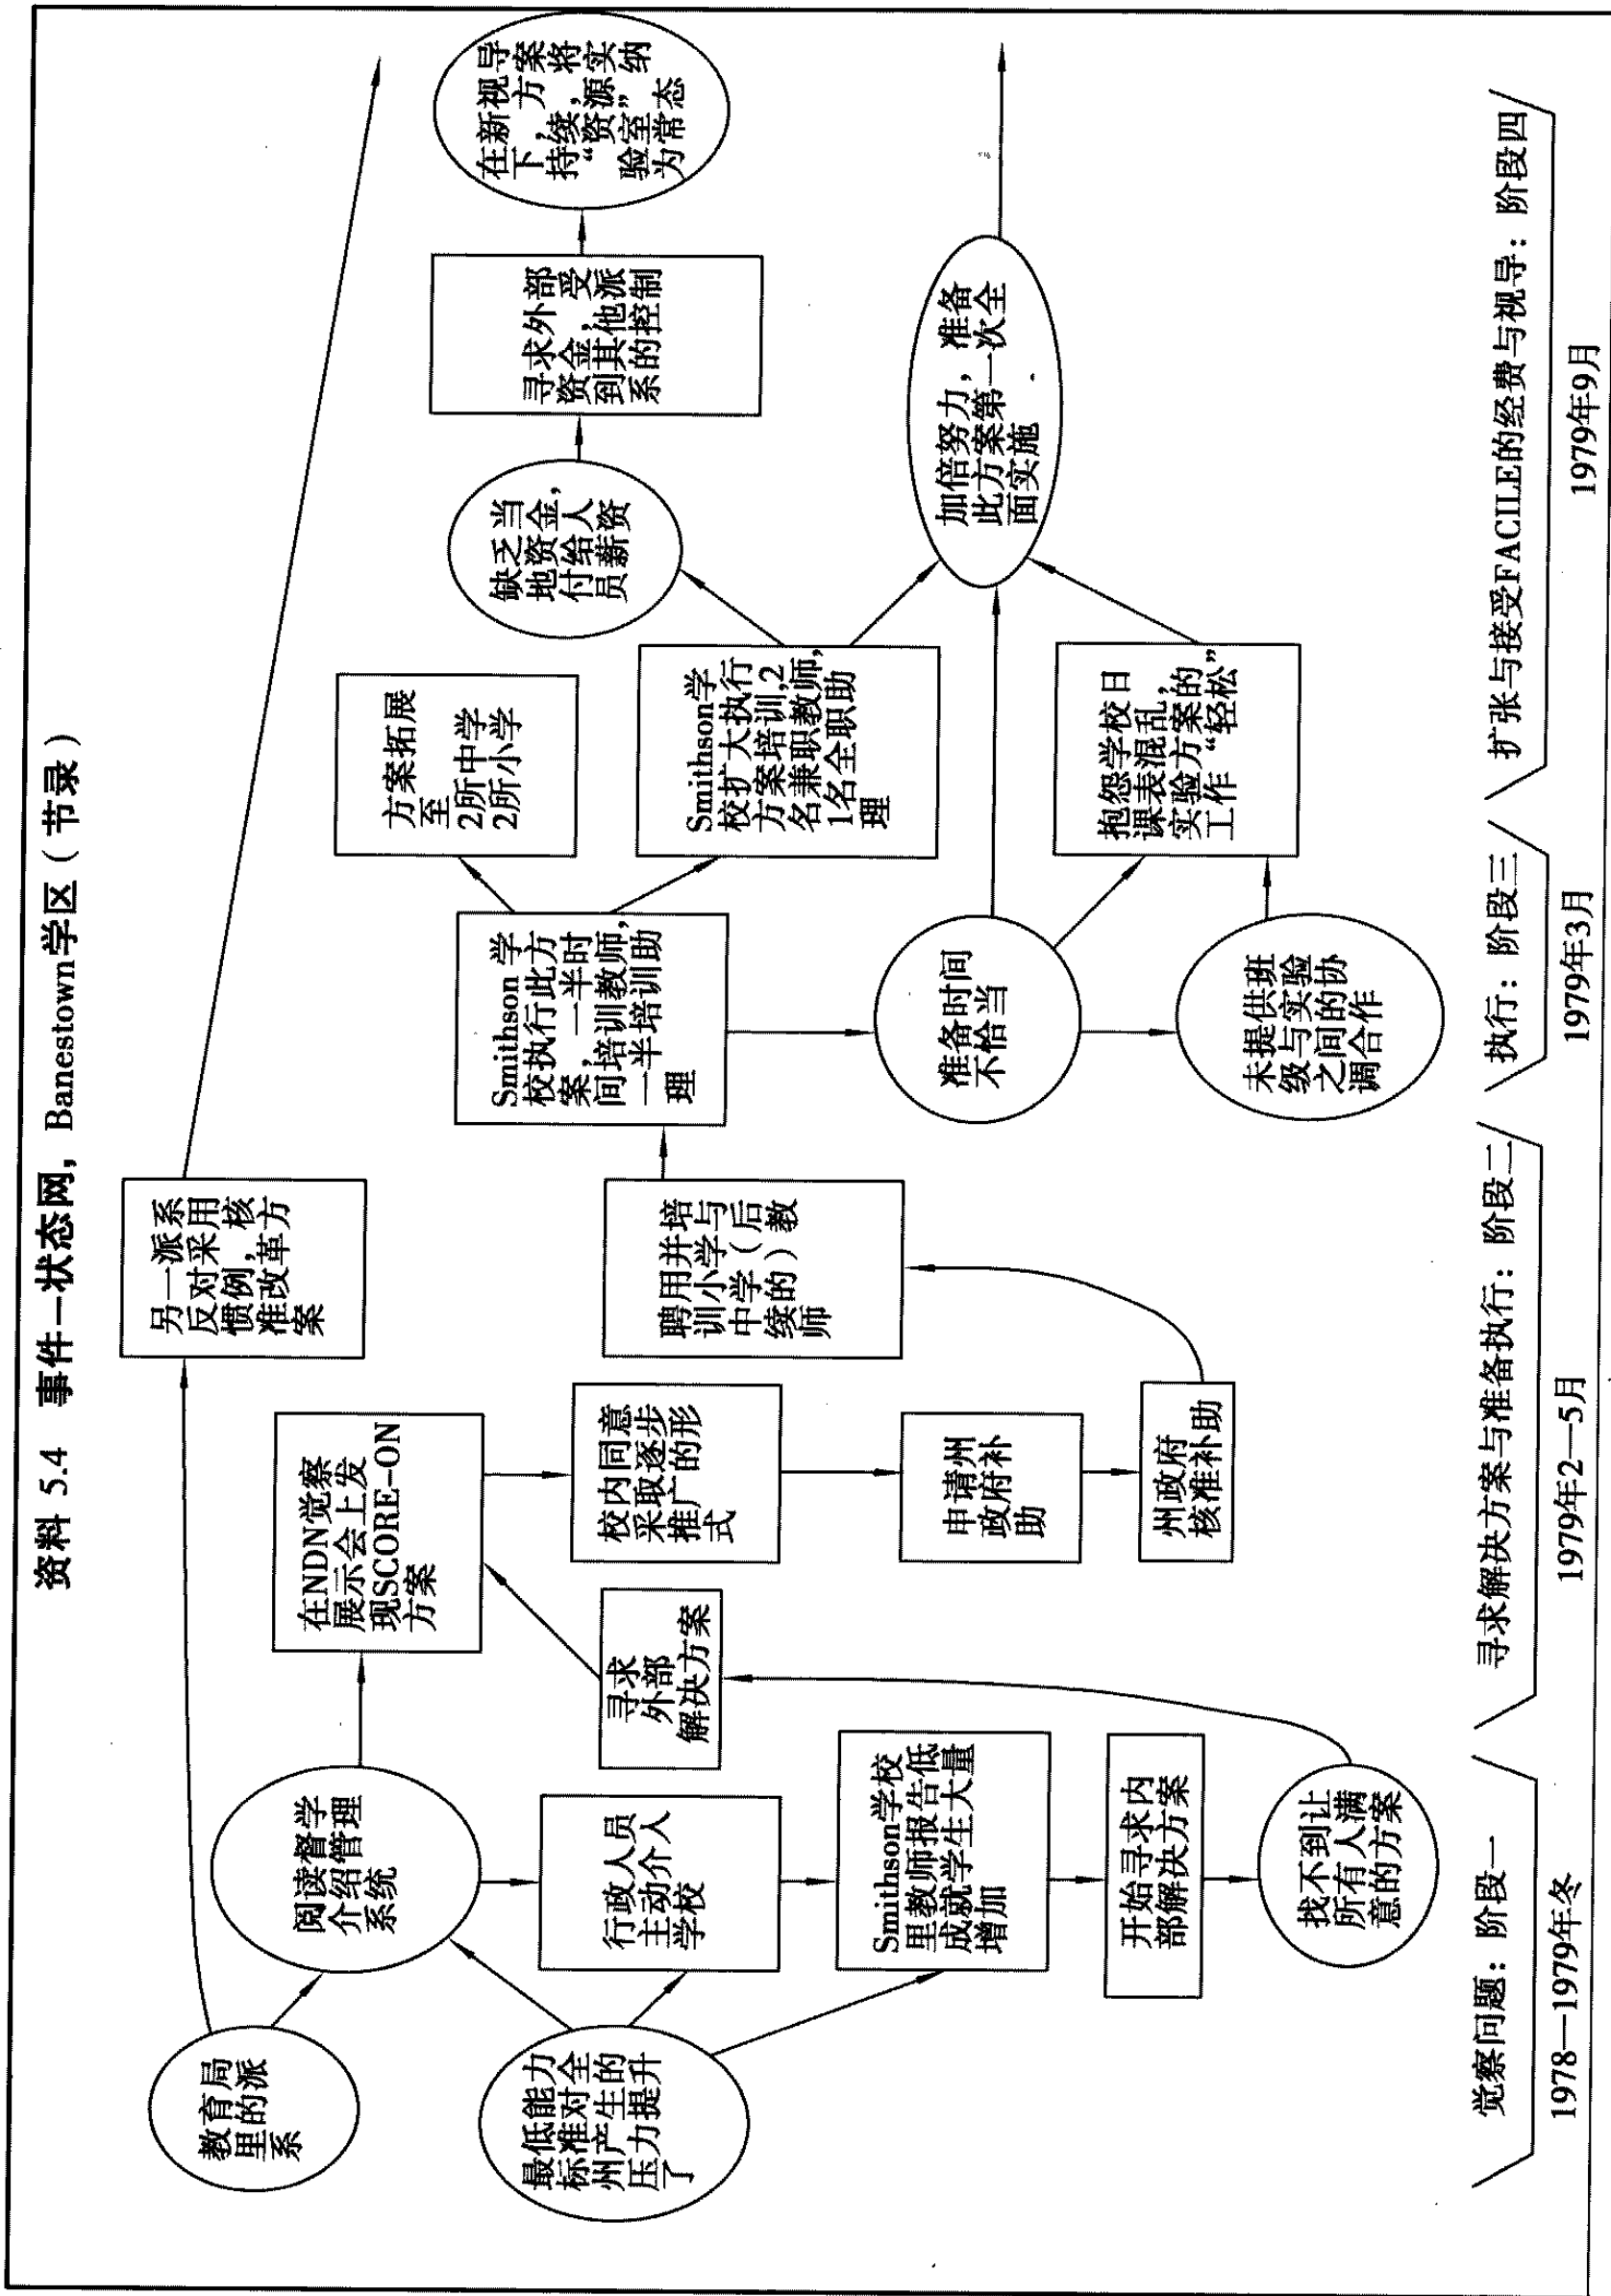 资料 5.4 事件—状态网，Banestown学区（节录）
教育局
里的派
系
最低能力
标准对全
州产生的
压力提升
了
阅读督学
介绍管理
系统
行政人员
主动介入
学校
Smithson学校
里教师报告低
成就学生大量
增加
开始寻求内
部解决方案
找不到让
所有人满
意的方案
寻求
外部
解决方案
在NDN觉察
展示会上发
现SCORE-ON
方案
校内同意
采取逐步
推广的形
式
申请州
政府补
助
州政府
核准补助
另一派系
反对采用
惯例，核
准改革方
案
聘用并培
训小学与
中学（后
续的）教
师
Smithson 学
校执行此方
案，一半时
间培训教师，
一半培训助
理
准备时间
不恰当
未提供班
级与实验
之间的协
调合作
方案拓展
至
2所中学
2所小学
Smithson学
校扩大执行
方案培训，2
名兼职教师，
1名全职助
理
抱怨学校日
课表混乱，
实验方案的
工作“轻松”
缺乏当
地资金，
付给人
员薪资
加倍努力，准备
此方案第一次全
面实施
寻求外部
资金，受
到其他派
系的控制
在新视导
下，方案
持续，将
“资源实
验室”纳
为常态
觉察问题：阶段一
寻求解决方案与准备执行：阶段二
执行：阶段三
扩张与接受FACILE的经费与视导：阶段四
1978—1979年冬
1979年2—5月
1979年3月
1979年9月